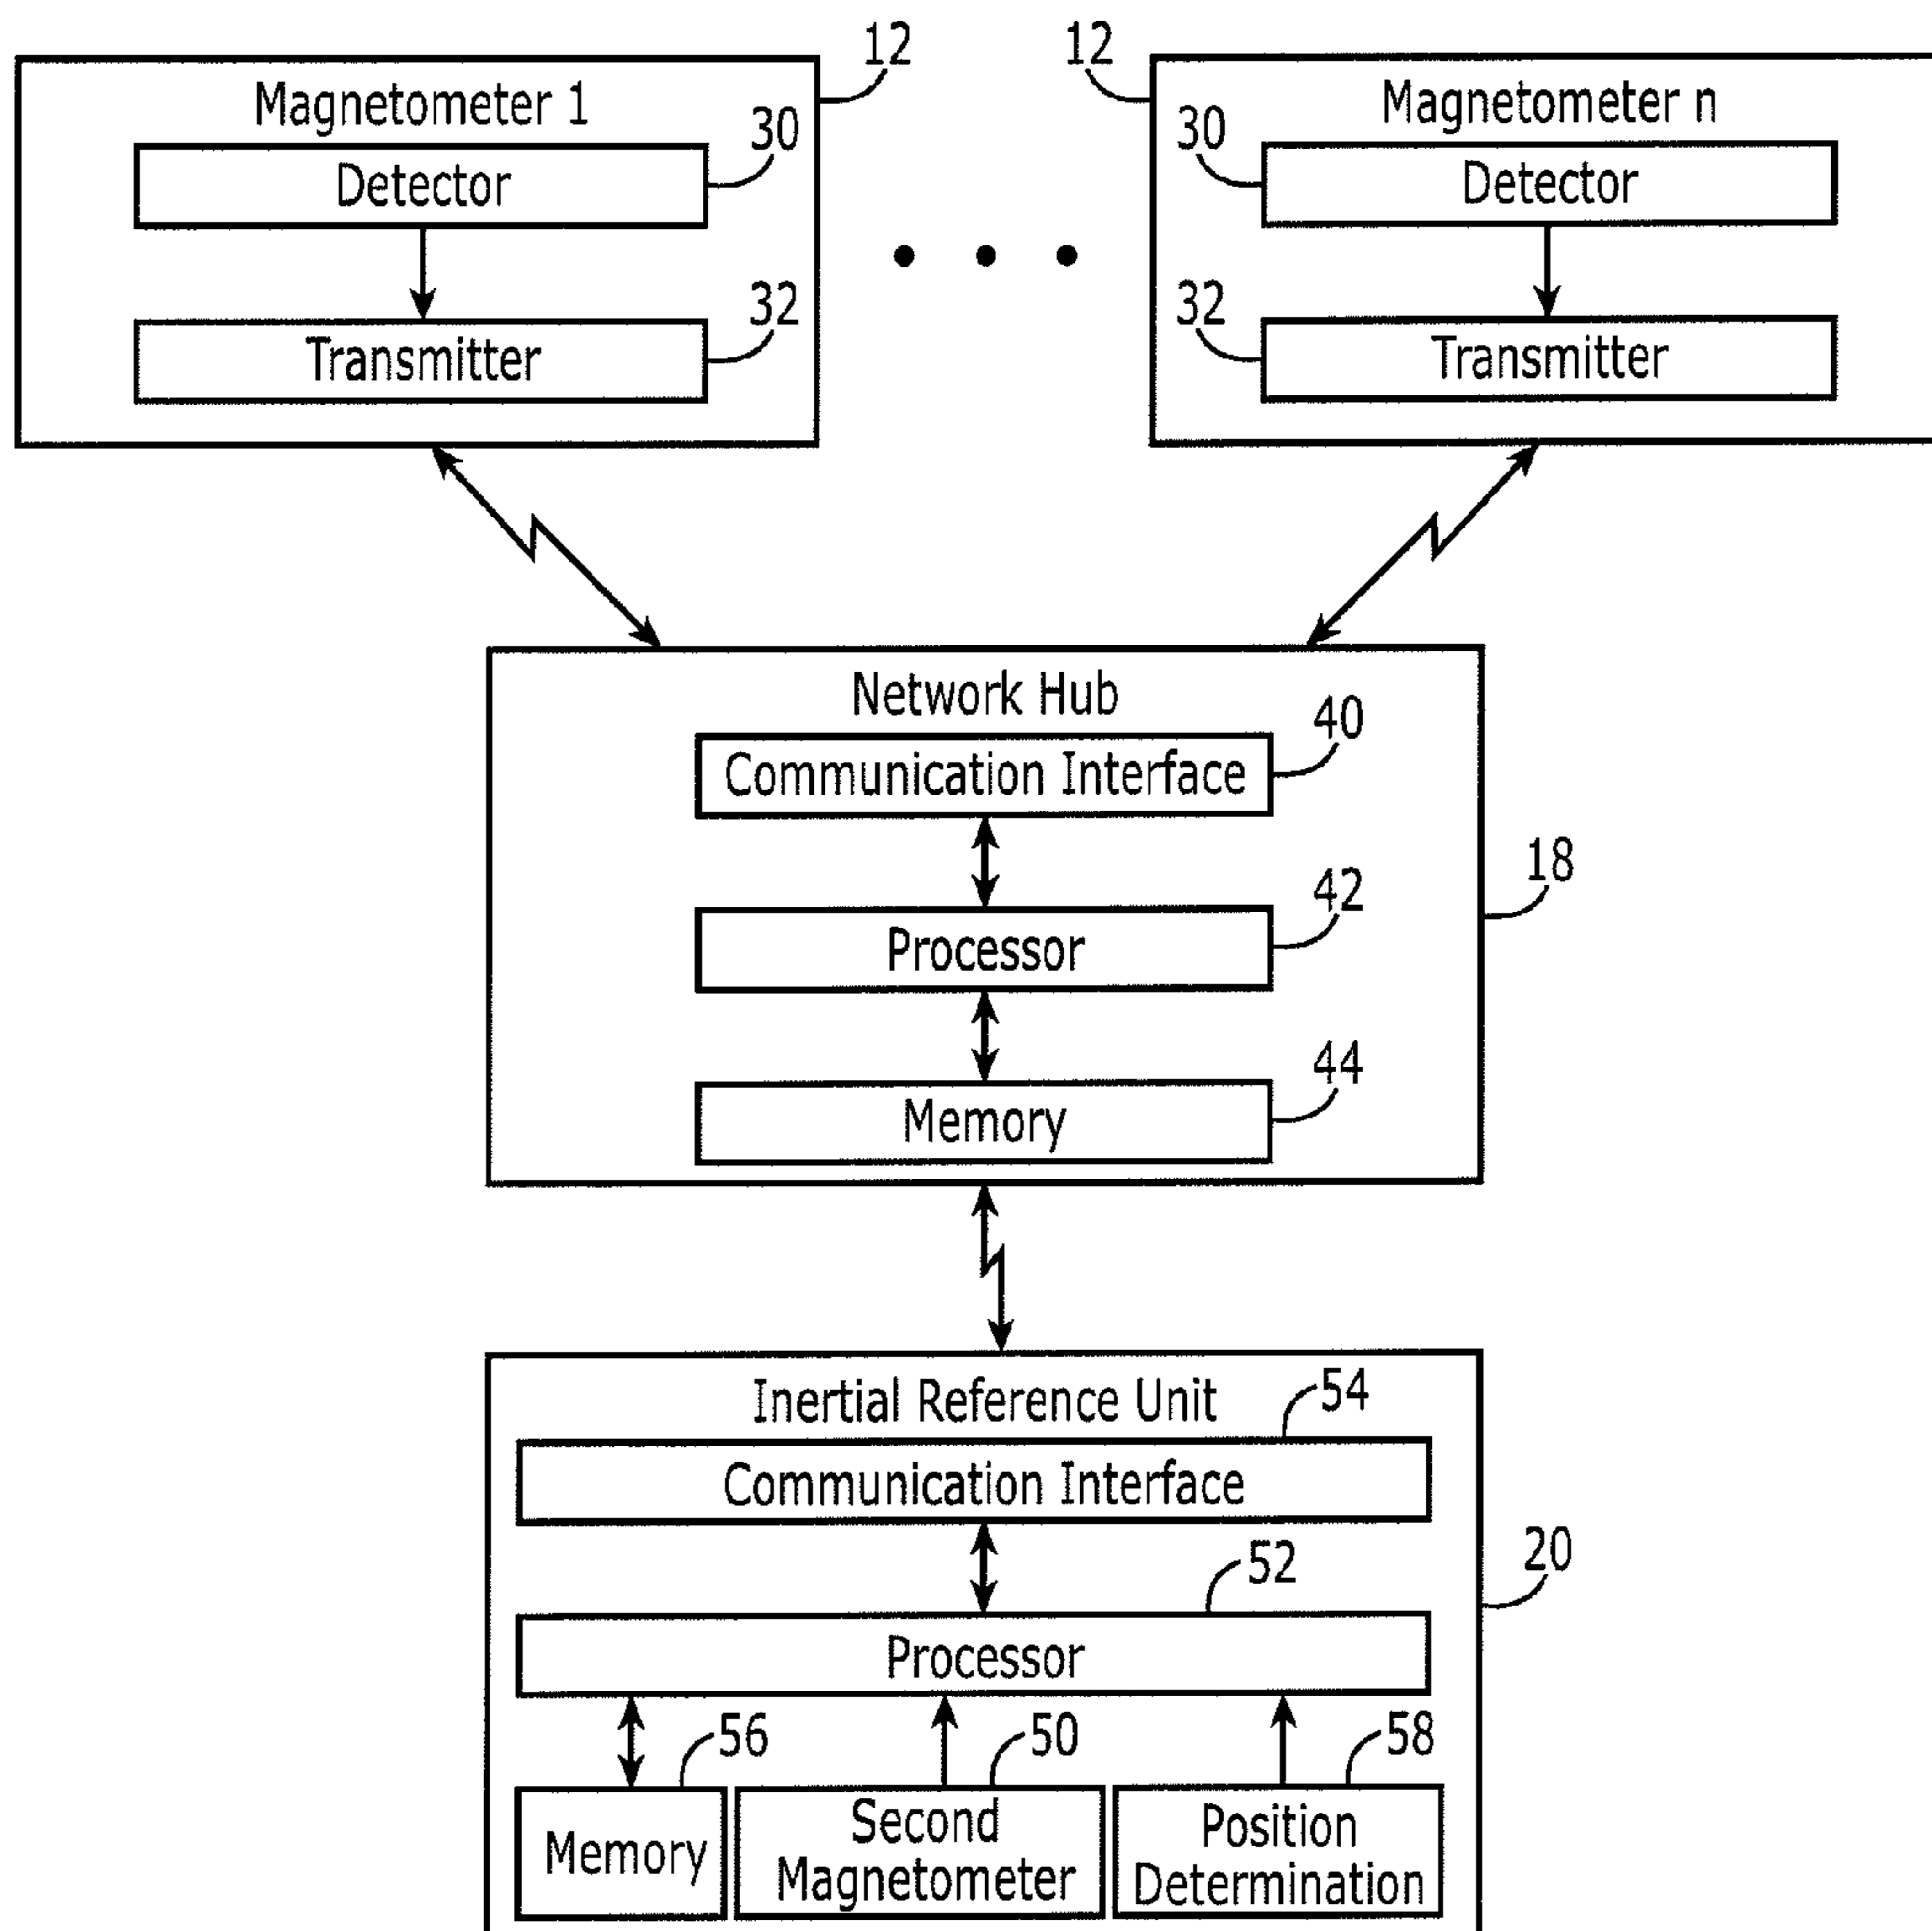 12
12
Magnetometer 1
Magnetometer n
30
30
Detector
Detector
32
32
Transmitter
Transmitter
Network Hub
40
Communication Interface
18
42
Processor
44
Memory
Inertial Reference Unit
54
Communication Interface
20
52
Processor
56
50
58
Memory
Second
Magnetometer
Position
Determination